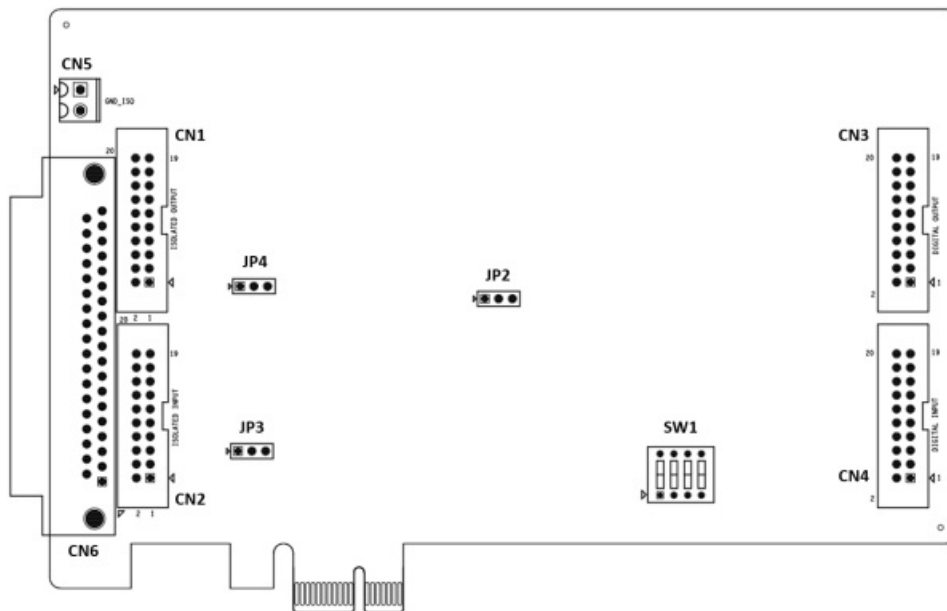 CN5
GND_ISO
CN1
20
19
ISOLATED OUTPUT
2 1
CN3
20
19
DIGITAL OUTPUT
2
1
JP4
JP2
20
19
ISOLATED INPUT
CN2
2 1
JP3
SW1
20
19
DIGITAL INPUT
CN4
2
1
CN6